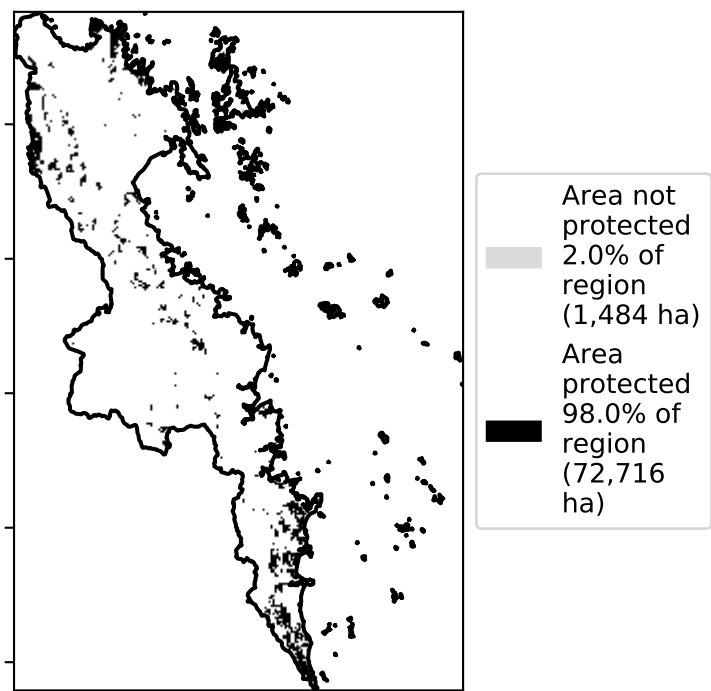 Area not
protected
2.0% of
region
(1,484 ha)
Area
protected
98.0% of
region
(72,716
ha)